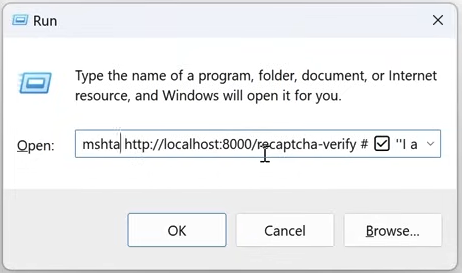 Run
Type the name of a program, folder, document, or Internet
resource, and Windows will open it for you.
Open: mshta http://localhost:8000/recaptcha-verify # ☑ ''I a
OK Cancel Browse...